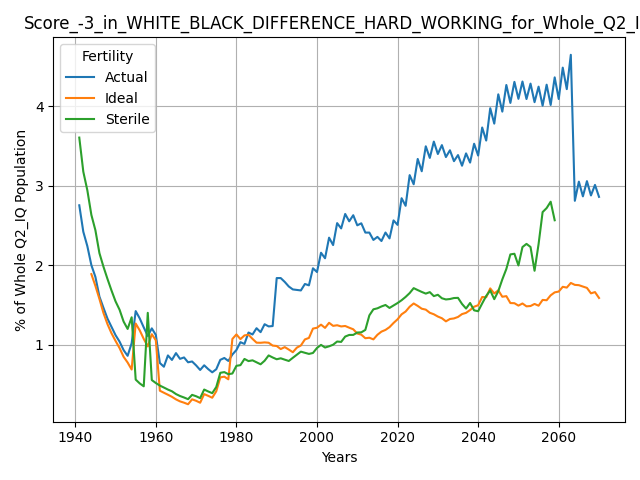 Score_-3_in_WHITE_BLACK_DIFFERENCE_HARD_WORKING_for_Whole_Q2_I
Fertility
Actual
Ideal
Sterile
% of Whole Q2_IQ Population
4
3
2
1
1940 1960 1980 2000 2020 2040 2060
Years